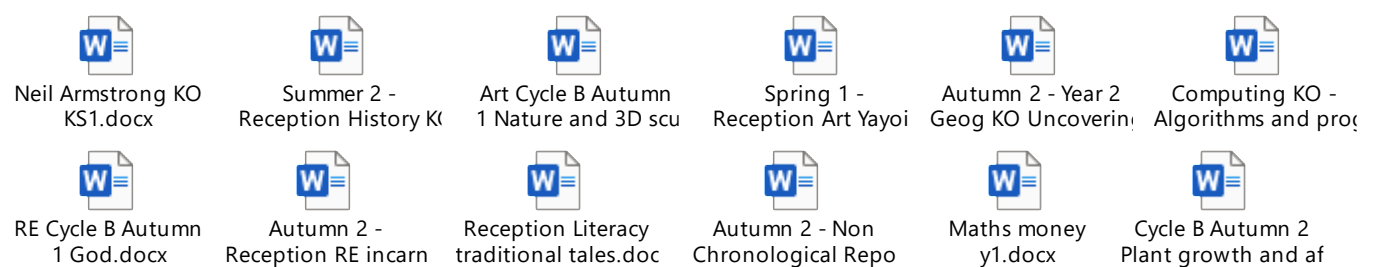 Neil Armstrong KO
KS1.docx
Summer 2 -
Reception History KO
Art Cycle B Autumn
1 Nature and 3D scu
Spring 1 -
Reception Art Yayoi
Autumn 2 - Year 2
Geog KO Uncovering
Computing KO -
Algorithms and prog
RE Cycle B Autumn
1 God.docx
Autumn 2 -
Reception RE incarn
Reception Literacy
traditional tales.doc
Autumn 2 - Non
Chronological Repo
Maths money
y1.docx
Cycle B Autumn 2
Plant growth and af